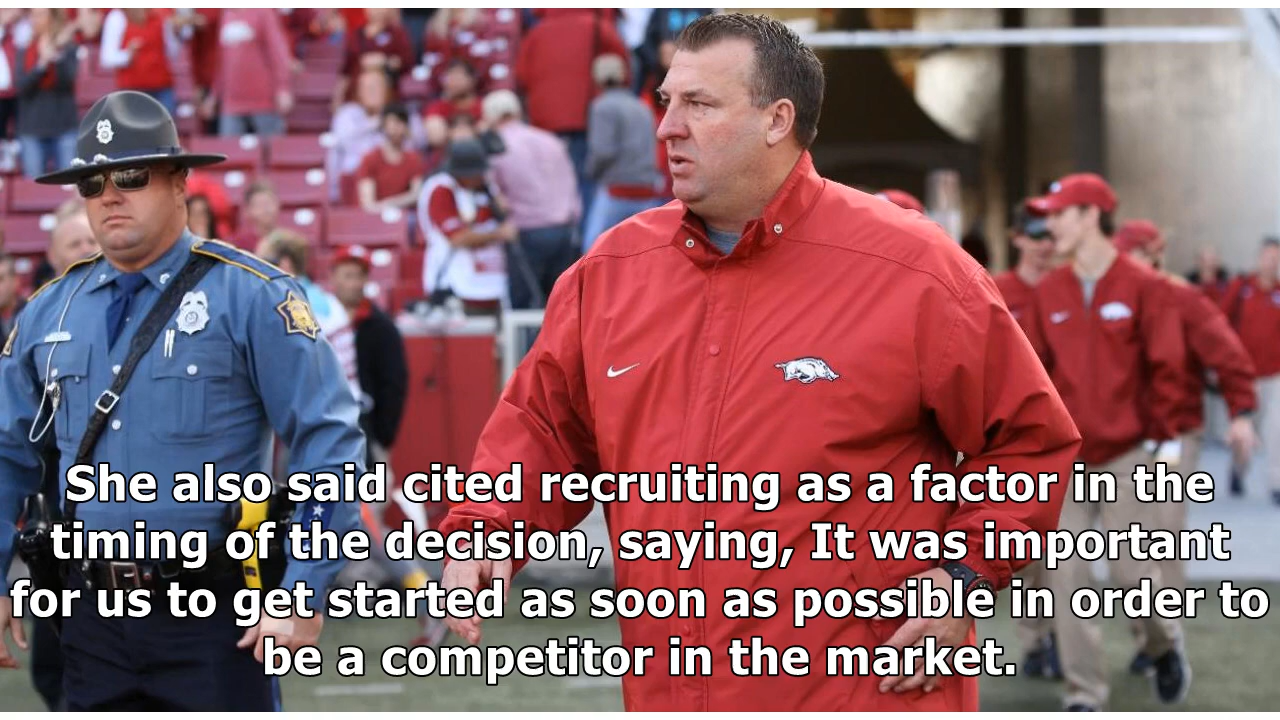 She also said cited recruiting as a factor in the
timing of the decision, saying, It was important
for us to get started as soon as possible in order to
be a competitor in the market.